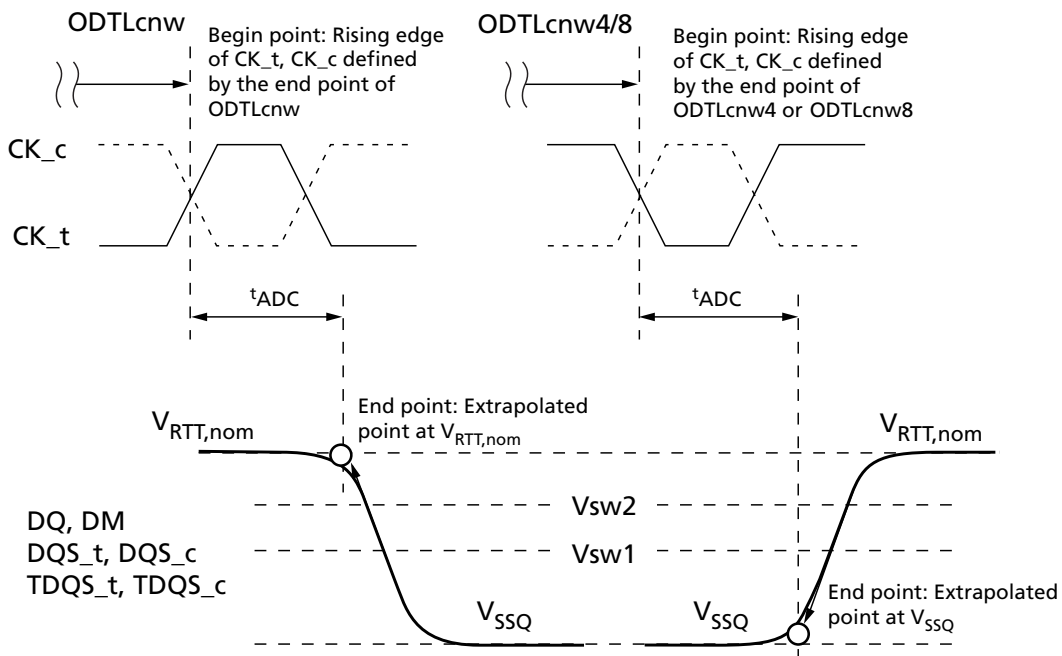 ODTLcnw
Begin point: Rising edge
of CK_t, CK_c defined
by the end point of
ODTLcnw
ODTLcnw4/8
Begin point: Rising edge
of CK_t, CK_c defined
by the end point of
ODTLcnw4 or ODTLcnw8
CK_c
CK_t
tADC
tADC
End point: Extrapolated
point at VRTT,nom
VRTT,nom
VRTT,nom
Vsw2
DQ, DM
DQS_t, DQS_c
TDQS_t, TDQS_c
Vsw1
VSSQ
VSSQ
End point: Extrapolated
point at VSSQ